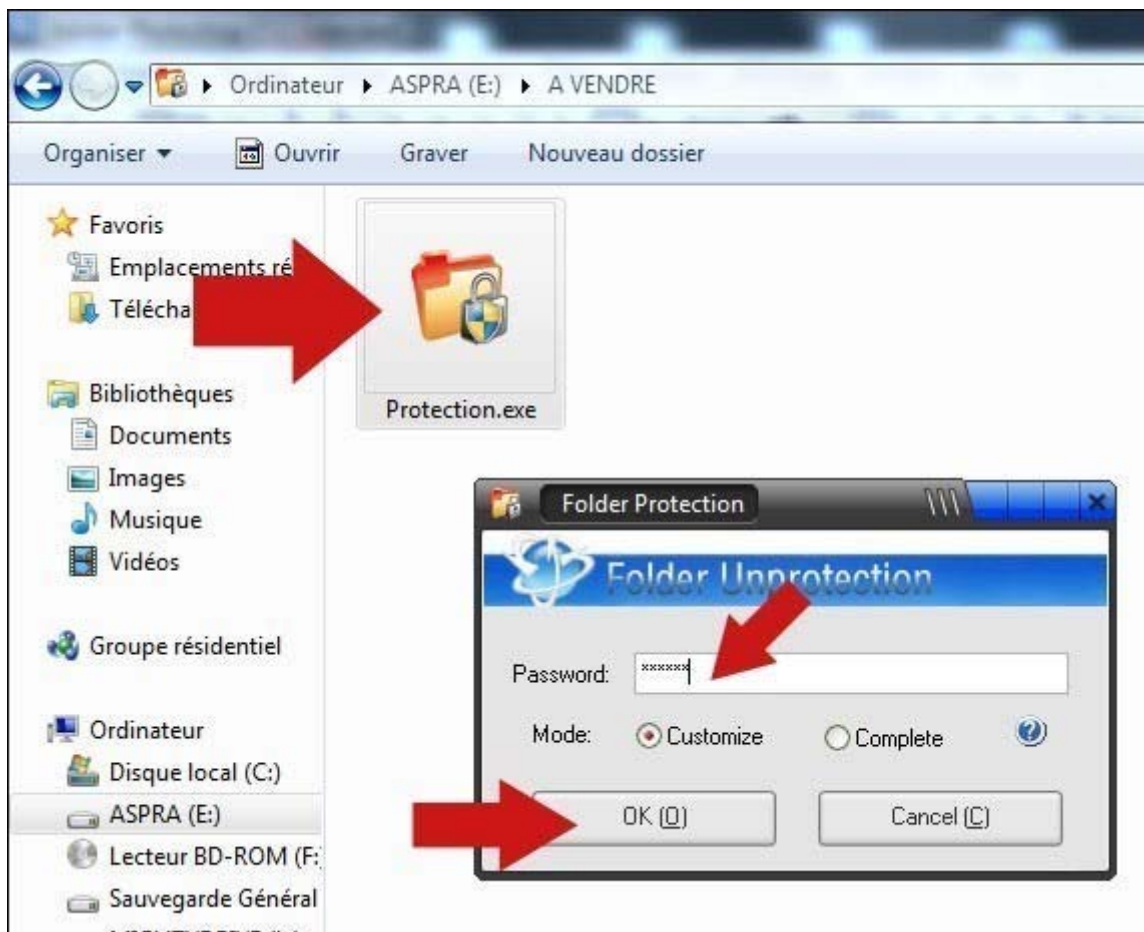 Ordinateur ▸ ASPRA (E:) ▸ A VENDRE
Organiser Ouvrir Graver Nouveau dossier
Favoris
Emplacements ré
Télécha
Bibliothèques
Documents
Images
Musique
Vidéos
Groupe résidentiel
Ordinateur
Disque local (C:)
ASPRA (E:)
Lecteur BD-ROM (F:
Sauvegarde Général
Protection.exe
Folder Protection
Folder Unprotection
Password: ******
Mode: Customize Complete
OK (O) Cancel (C)